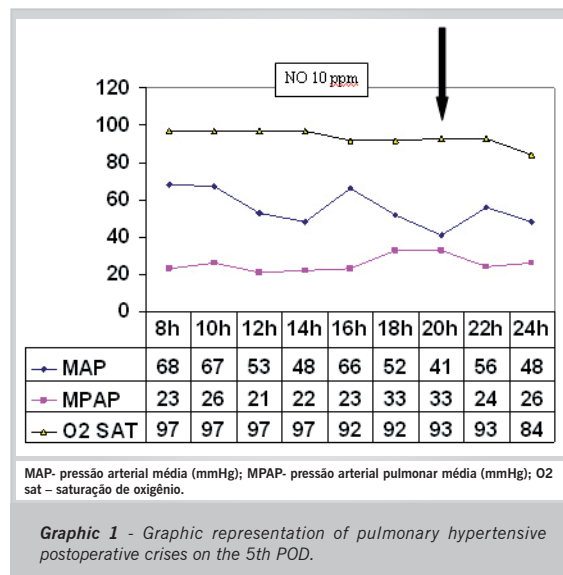 NO 10 ppm
120
100
80
60
40
20
0
8h 10h 12h 14h 16h 18h 20h 22h 24h
MAP 68 67 53 48 66 52 41 56 48
MPAP 23 26 21 22 23 33 33 24 26
O2 SAT 97 97 97 97 92 92 93 93 84
MAP- pressão arterial média (mmHg); MPAP- pressão arterial pulmonar média (mmHg); O2
sat – saturação de oxigênio.
Graphic 1 - Graphic representation of pulmonary hypertensive
postoperative crises on the 5th POD.